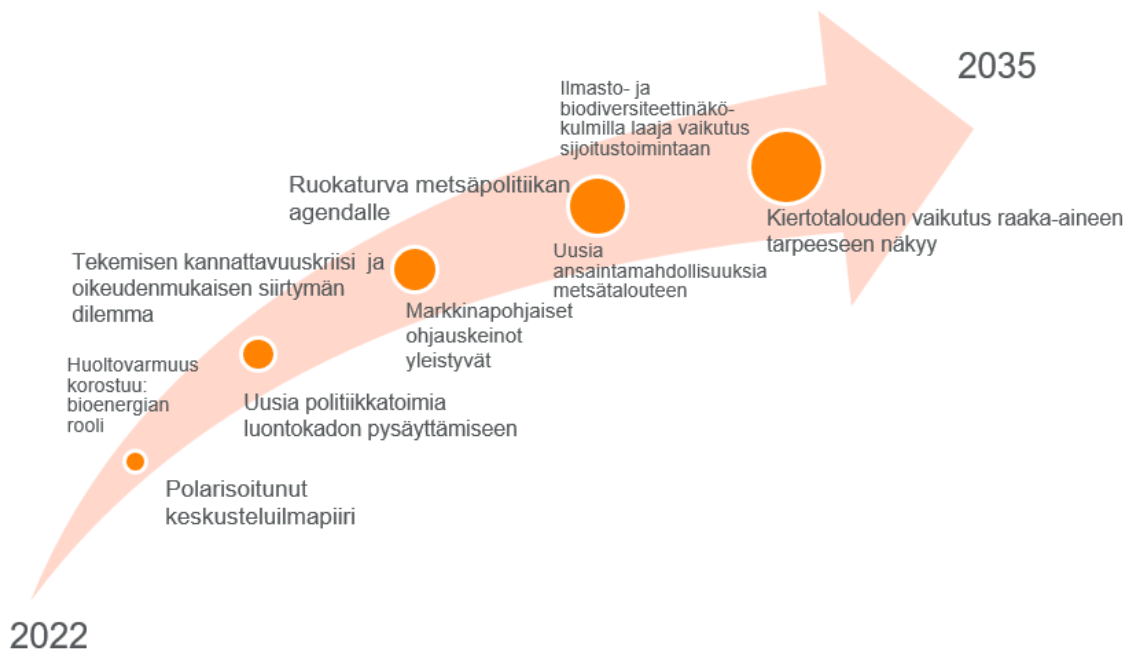 2035
Ilmasto- ja
biodiversiteettinäkö-
kulmilla laaja vaikutus
sijoitustoimintaan
Ruokaturva metsäpolitiikan
agendalle
Kiertotalouden vaikutus raaka-aineen
tarpeeseen näkyy
Uusia
ansaintamahdollisuuksia
metsätalouteen
Tekemisen kannattavuuskriisi ja
oikeudenmukaisen siirtymän
dilemma
Markkinapohjaiset
ohjauskeinot
yleistyvät
Huoltovarmuus
korostuu:
bioenergian
rooli
Uusia politiikkatoimia
luontokadon pysäyttämiseen
Polarisoitunut
keskusteluilmapiiri
2022